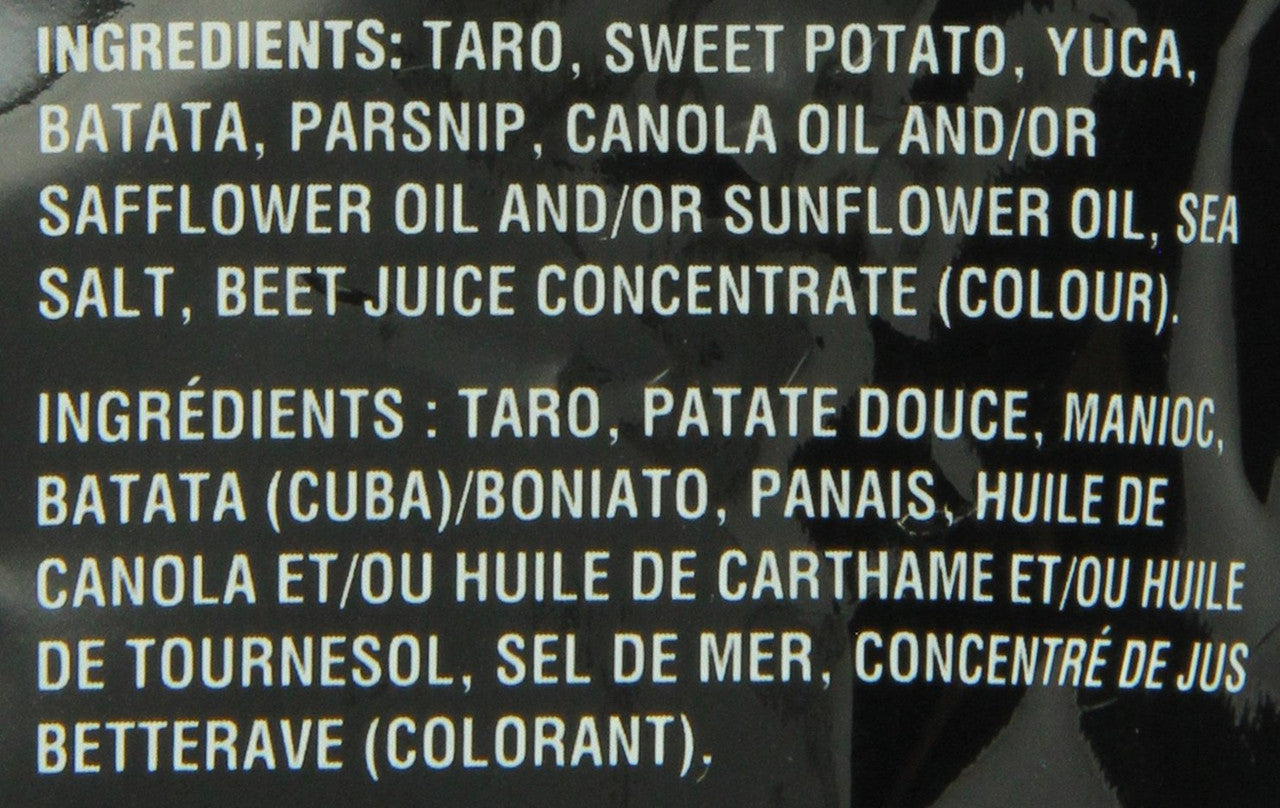 INGREDIENTS: TARO, SWEET POTATO, YUCA,
BATATA, PARSNIP, CANOLA OIL AND/OR
SAFFLOWER OIL AND/OR SUNFLOWER OIL, SEA
SALT, BEET JUICE CONCENTRATE (COLOUR).
INGRÉDIENTS : TARO, PATATE DOUCE, MANIOC,
BATATA (CUBA)/BONIATO, PANAIS, HUILE DE
CANOLA ET/OU HUILE DE CARTHAME ET/OU HUILE
DE TOURNESOL, SEL DE MER, CONCENTRÉ DE JUS
BETTERAVE (COLORANT).